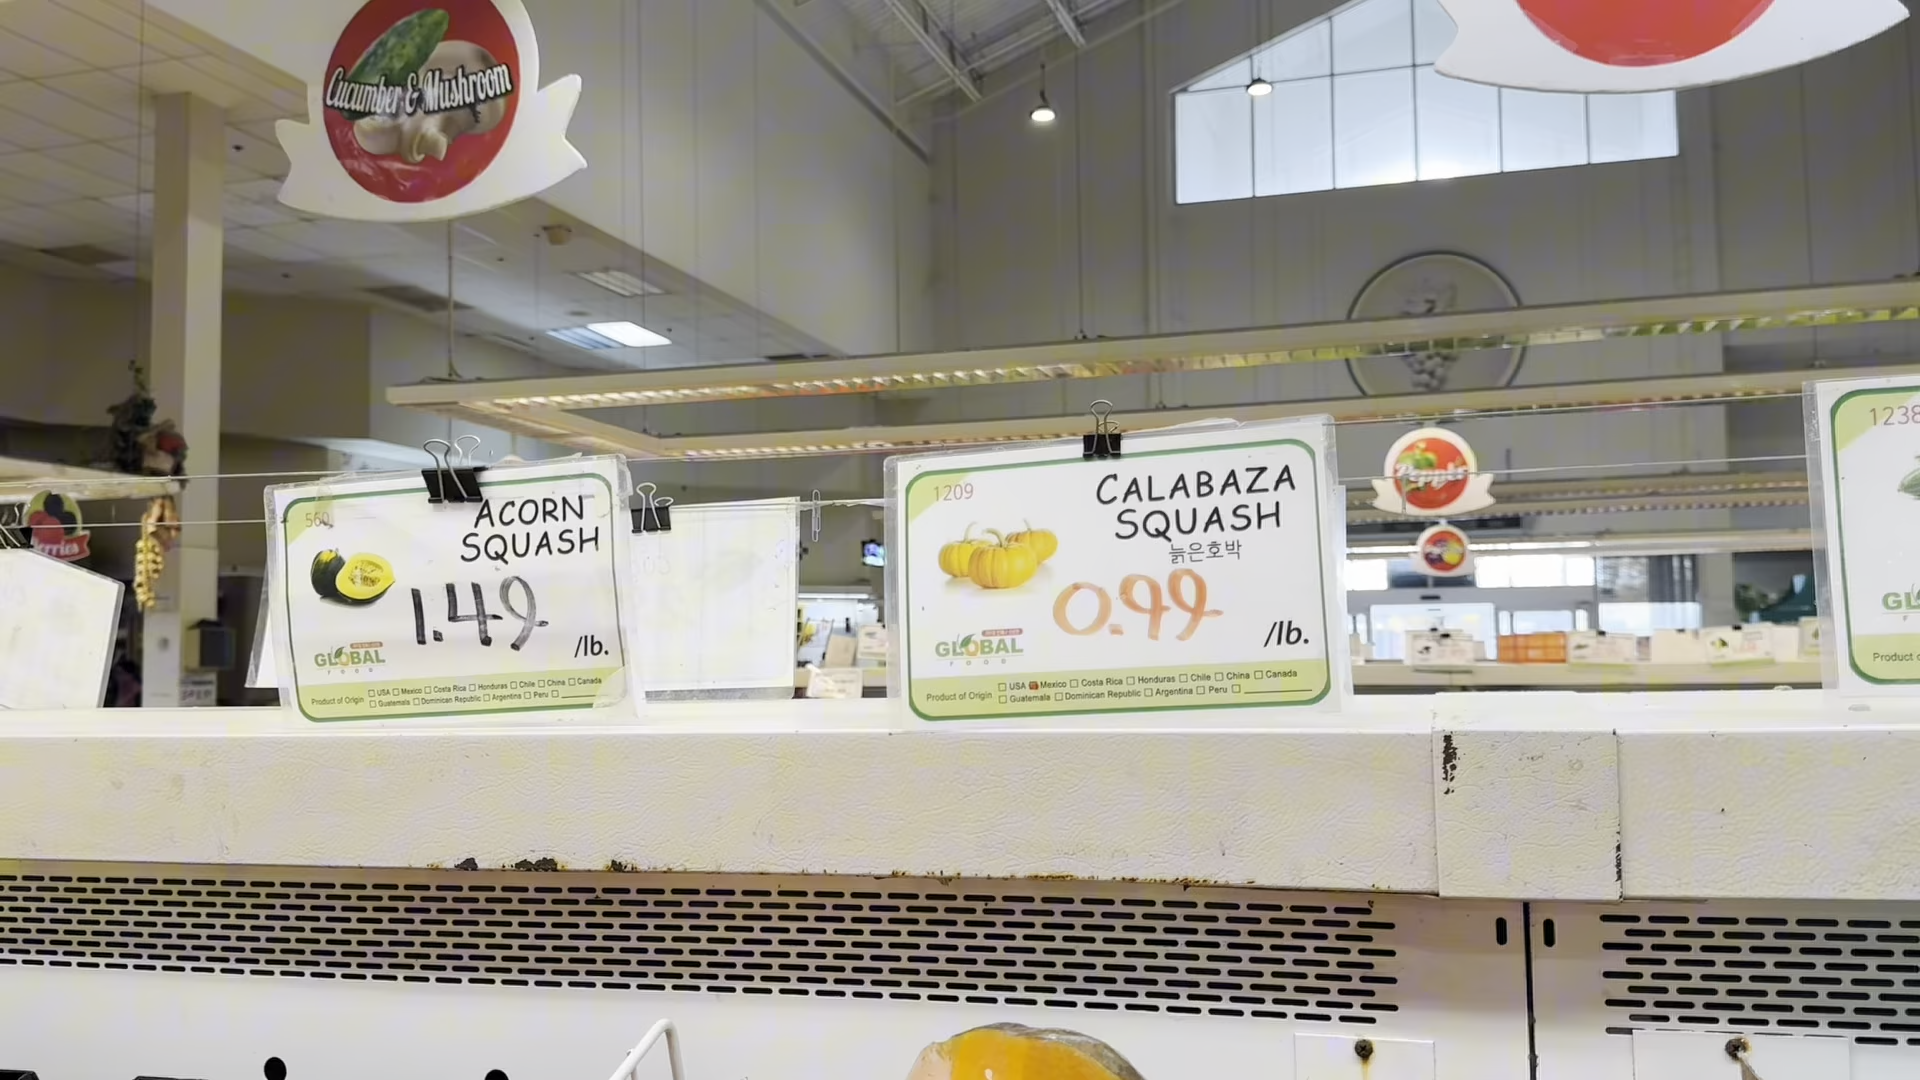 Cucumber & Mushroom
560
ACORN
SQUASH
1.49
/lb.
GLOBAL
FOOD
Product of Origin
☐ USA ☐ Mexico ☐ Costa Rica ☐ Honduras ☐ Chile ☐ China ☐ Canada
☐ Guatemala ☐ Dominican Republic ☐ Argentina ☐ Peru ☐
1209
CALABAZA
SQUASH
늙은호박
0.99
/lb.
GLOBAL
FOOD
Product of Origin
☐ USA ☒ Mexico ☐ Costa Rica ☐ Honduras ☐ Chile ☐ China ☐ Canada
☐ Guatemala ☐ Dominican Republic ☐ Argentina ☐ Peru ☐
Pepper
1238
GL
Product